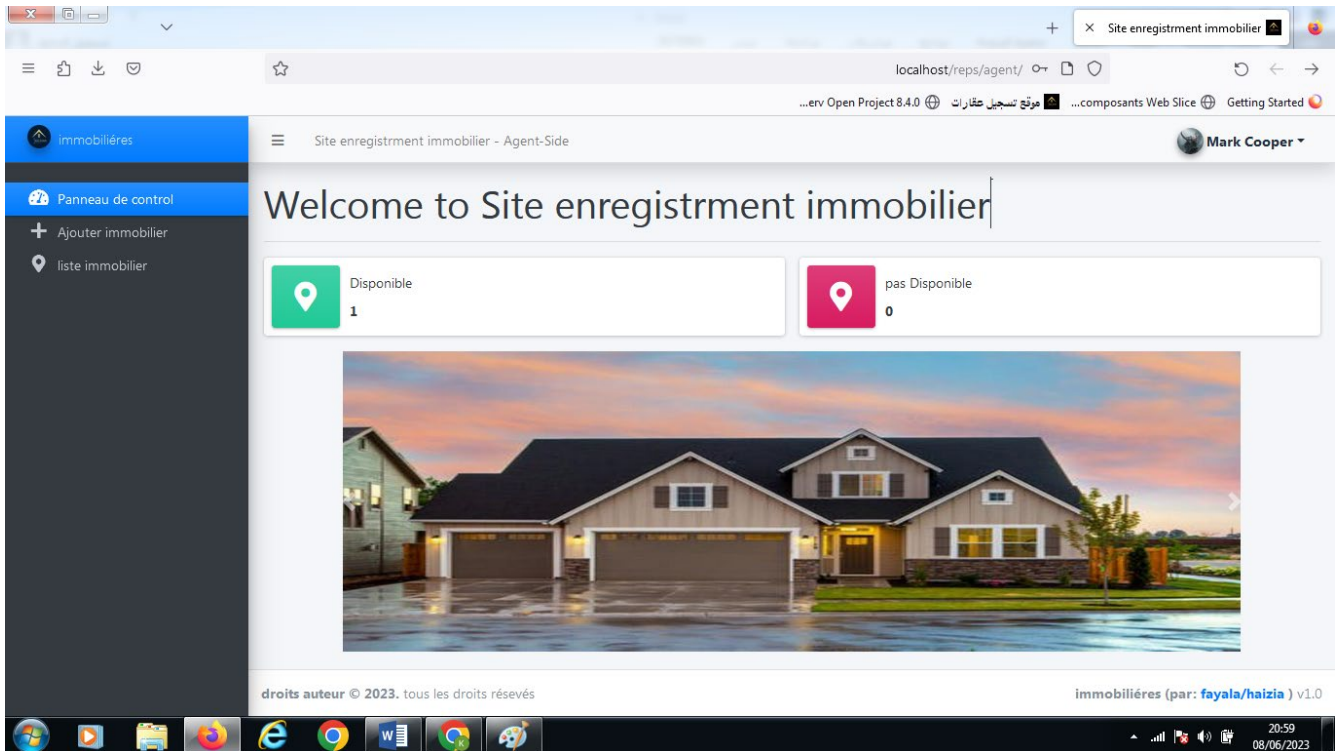 Site enregistrment immobilier
localhost/reps/agent/
...erv Open Project 8.4.0 موقع تسجيل عقارات ...composants Web Slice Getting Started
immobiliéres
Site enregistrment immobilier - Agent-Side
Mark Cooper
Panneau de control
Ajouter immobilier
liste immobilier
Welcome to Site enregistrment immobilier
Disponible
1
pas Disponible
0
droits auteur © 2023. tous les droits résevés
immobiliéres (par: fayala/haizia ) v1.0
20:59
08/06/2023